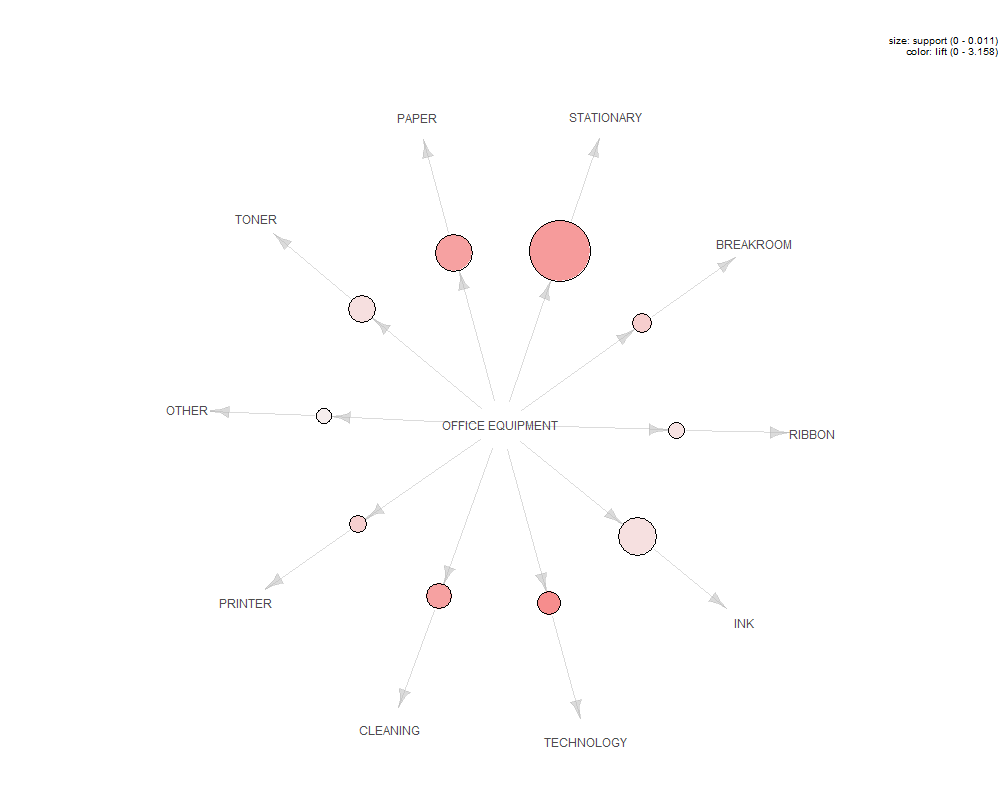 size: support (0 - 0.011)
color: lift (0 - 3.158)
PAPER
STATIONARY
TONER
BREAKROOM
OTHER
OFFICE EQUIPMENT
RIBBON
PRINTER
INK
CLEANING
TECHNOLOGY